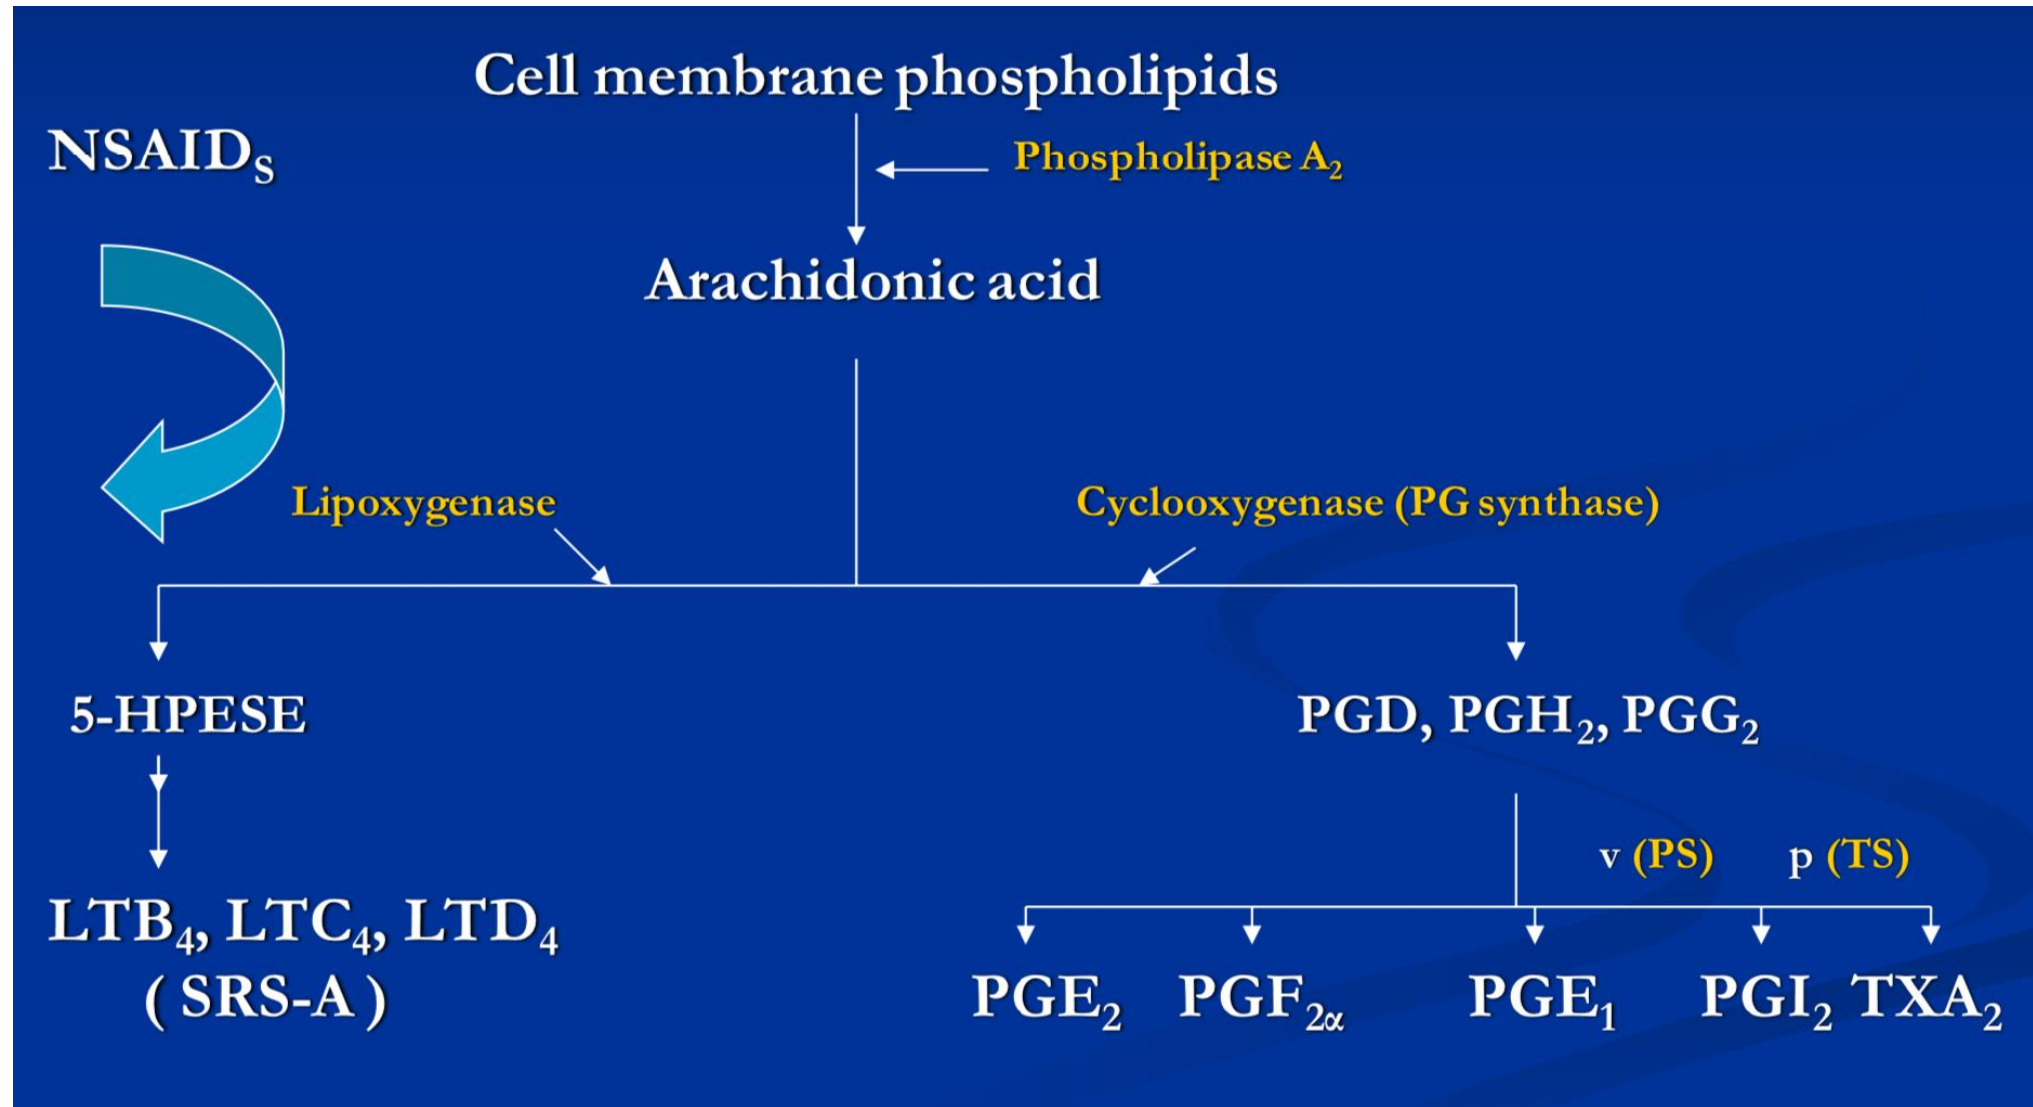 Cell membrane phospholipids
NSAIDS
Phospholipase A2
Arachidonic acid
Lipoxygenase
Cyclooxygenase (PG synthase)
5-HPESE
PGD, PGH2, PGG2
v (PS)
p (TS)
LTB4, LTC4, LTD4
( SRS-A )
PGE2
PGF2α
PGE1
PGI2
TXA2